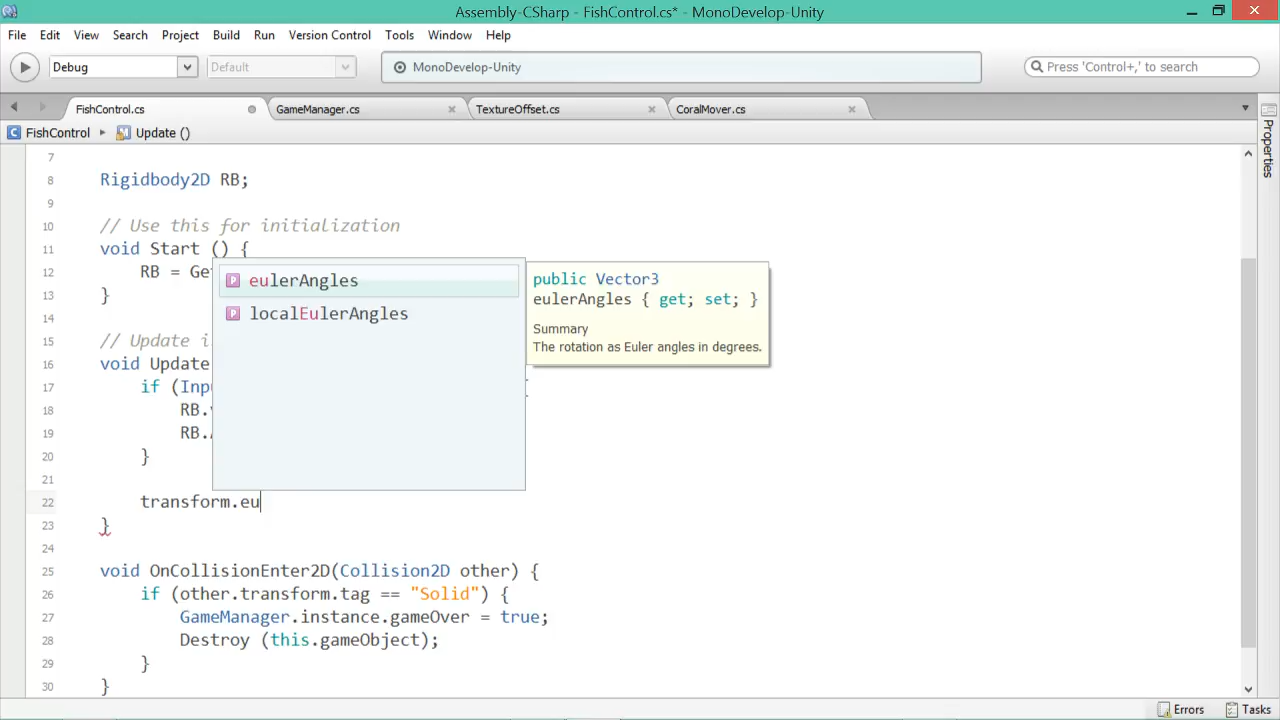 Assembly-CSharp - FishControl.cs* - MonoDevelop-Unity
File Edit View Search Project Build Run Version Control Tools Window Help
Debug Default MonoDevelop-Unity Press 'Control+,' to search
FishControl.cs GameManager.cs TextureOffset.cs CoralMover.cs
FishControl Update ()
Properties
7
8 Rigidbody2D RB;
9
10 // Use this for initialization
11 void Start () {
12 RB = Ge
13 }
14
15 // Update i
16 void Update
17 if (Inpu
18 RB.
19 RB.
20 }
21
22 transform.eu
23 }
24
25 void OnCollisionEnter2D(Collision2D other) {
26 if (other.transform.tag == "Solid") {
27 GameManager.instance.gameOver = true;
28 Destroy (this.gameObject);
29 }
30 }
eulerAngles
localEulerAngles
public Vector3
eulerAngles { get; set; }
Summary
The rotation as Euler angles in degrees.
Errors Tasks